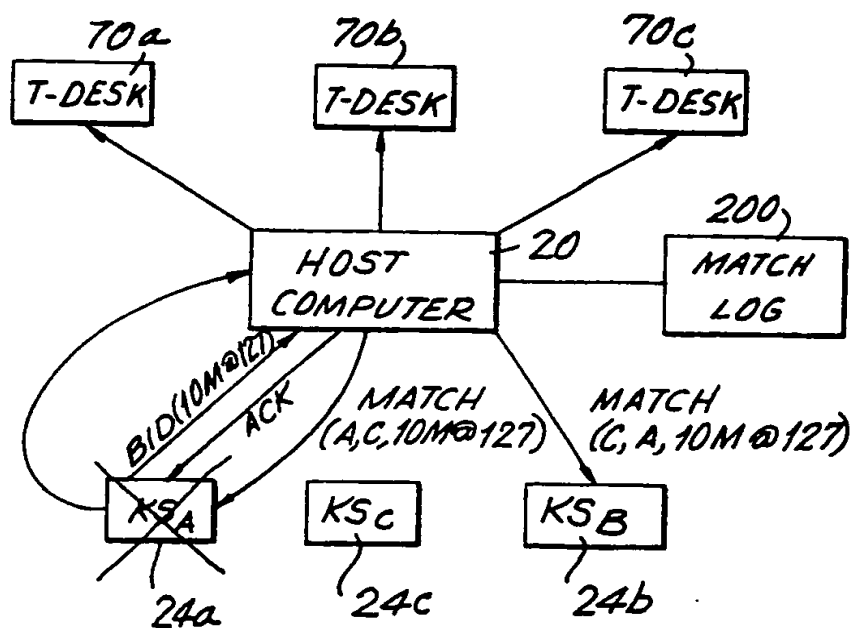 70a
70b
70c
T-DESK
T-DESK
T-DESK
200
HOST
COMPUTER
20
MATCH
LOG
BID(10M@127)
ACK
MATCH
(A,C,10M@127)
MATCH
(C,A,10M@127)
KSA
KSC
KSB
24a
24c
24b